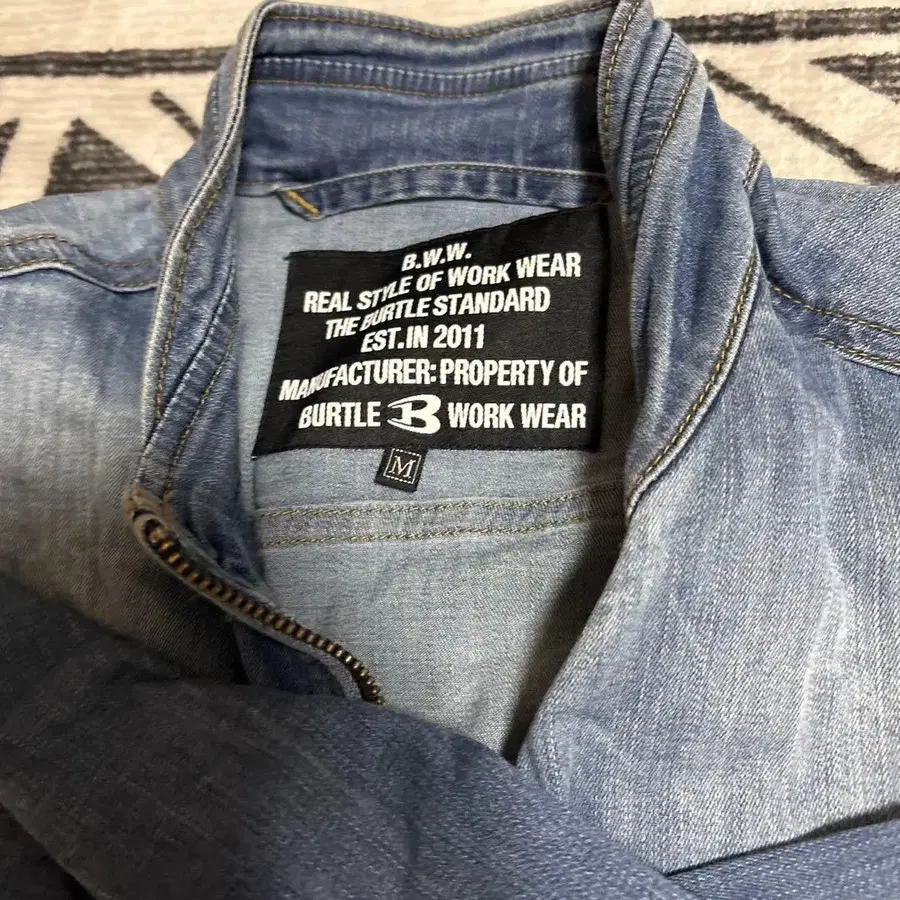 B.W.W.
REAL STYLE OF WORK WEAR
THE BURTLE STANDARD
EST.IN 2011
MANUFACTURER: PROPERTY OF
BURTLE B WORK WEAR
M